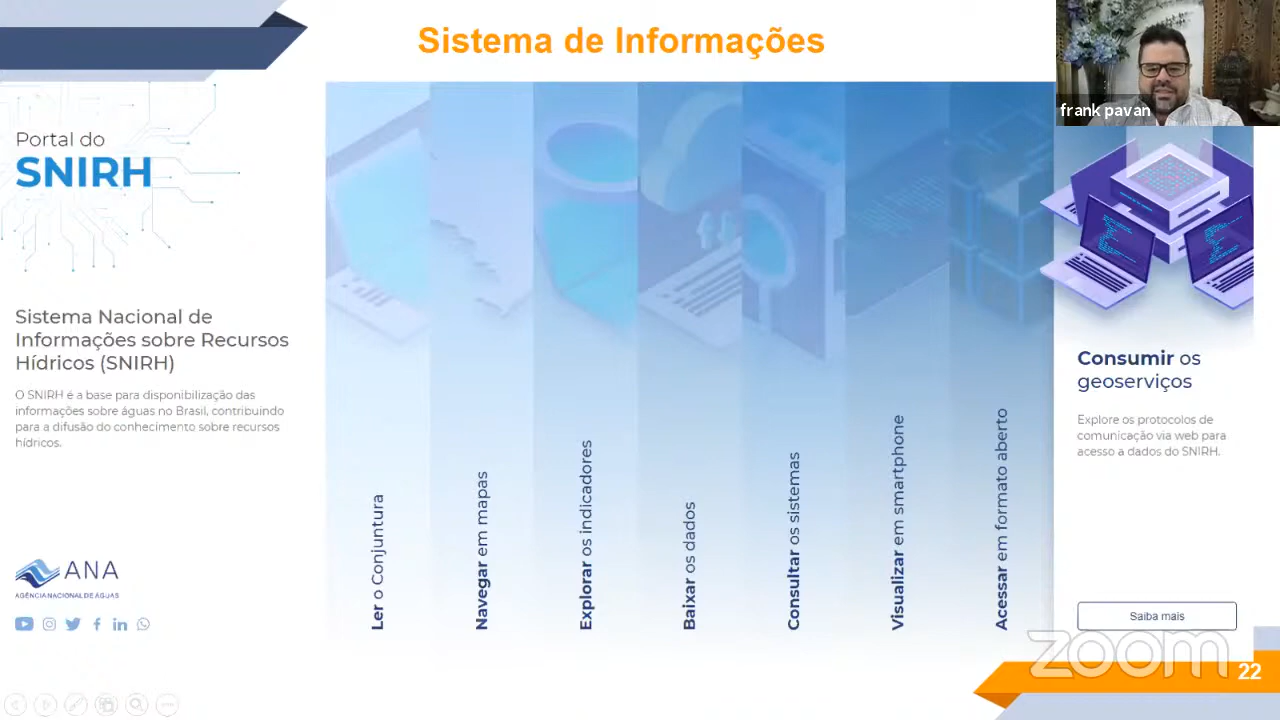 Sistema de Informações
frank pavan
Portal do
SNIRH
Sistema Nacional de
Informações sobre Recursos
Hídricos (SNIRH)
O SNIRH é a base para disponibilização das
informações sobre águas no Brasil, contribuindo
para a difusão do conhecimento sobre recursos
hídricos.
ANA
AGÊNCIA NACIONAL DE ÁGUAS
Ler o Conjuntura
Navegar em mapas
Explorar os indicadores
Baixar os dados
Consultar os sistemas
Visualizar em smartphone
Acessar em formato aberto
Consumir os
geoserviços
Explore os protocolos de
comunicação via web para
acesso a dados do SNIRH.
Saiba mais
zoom
22